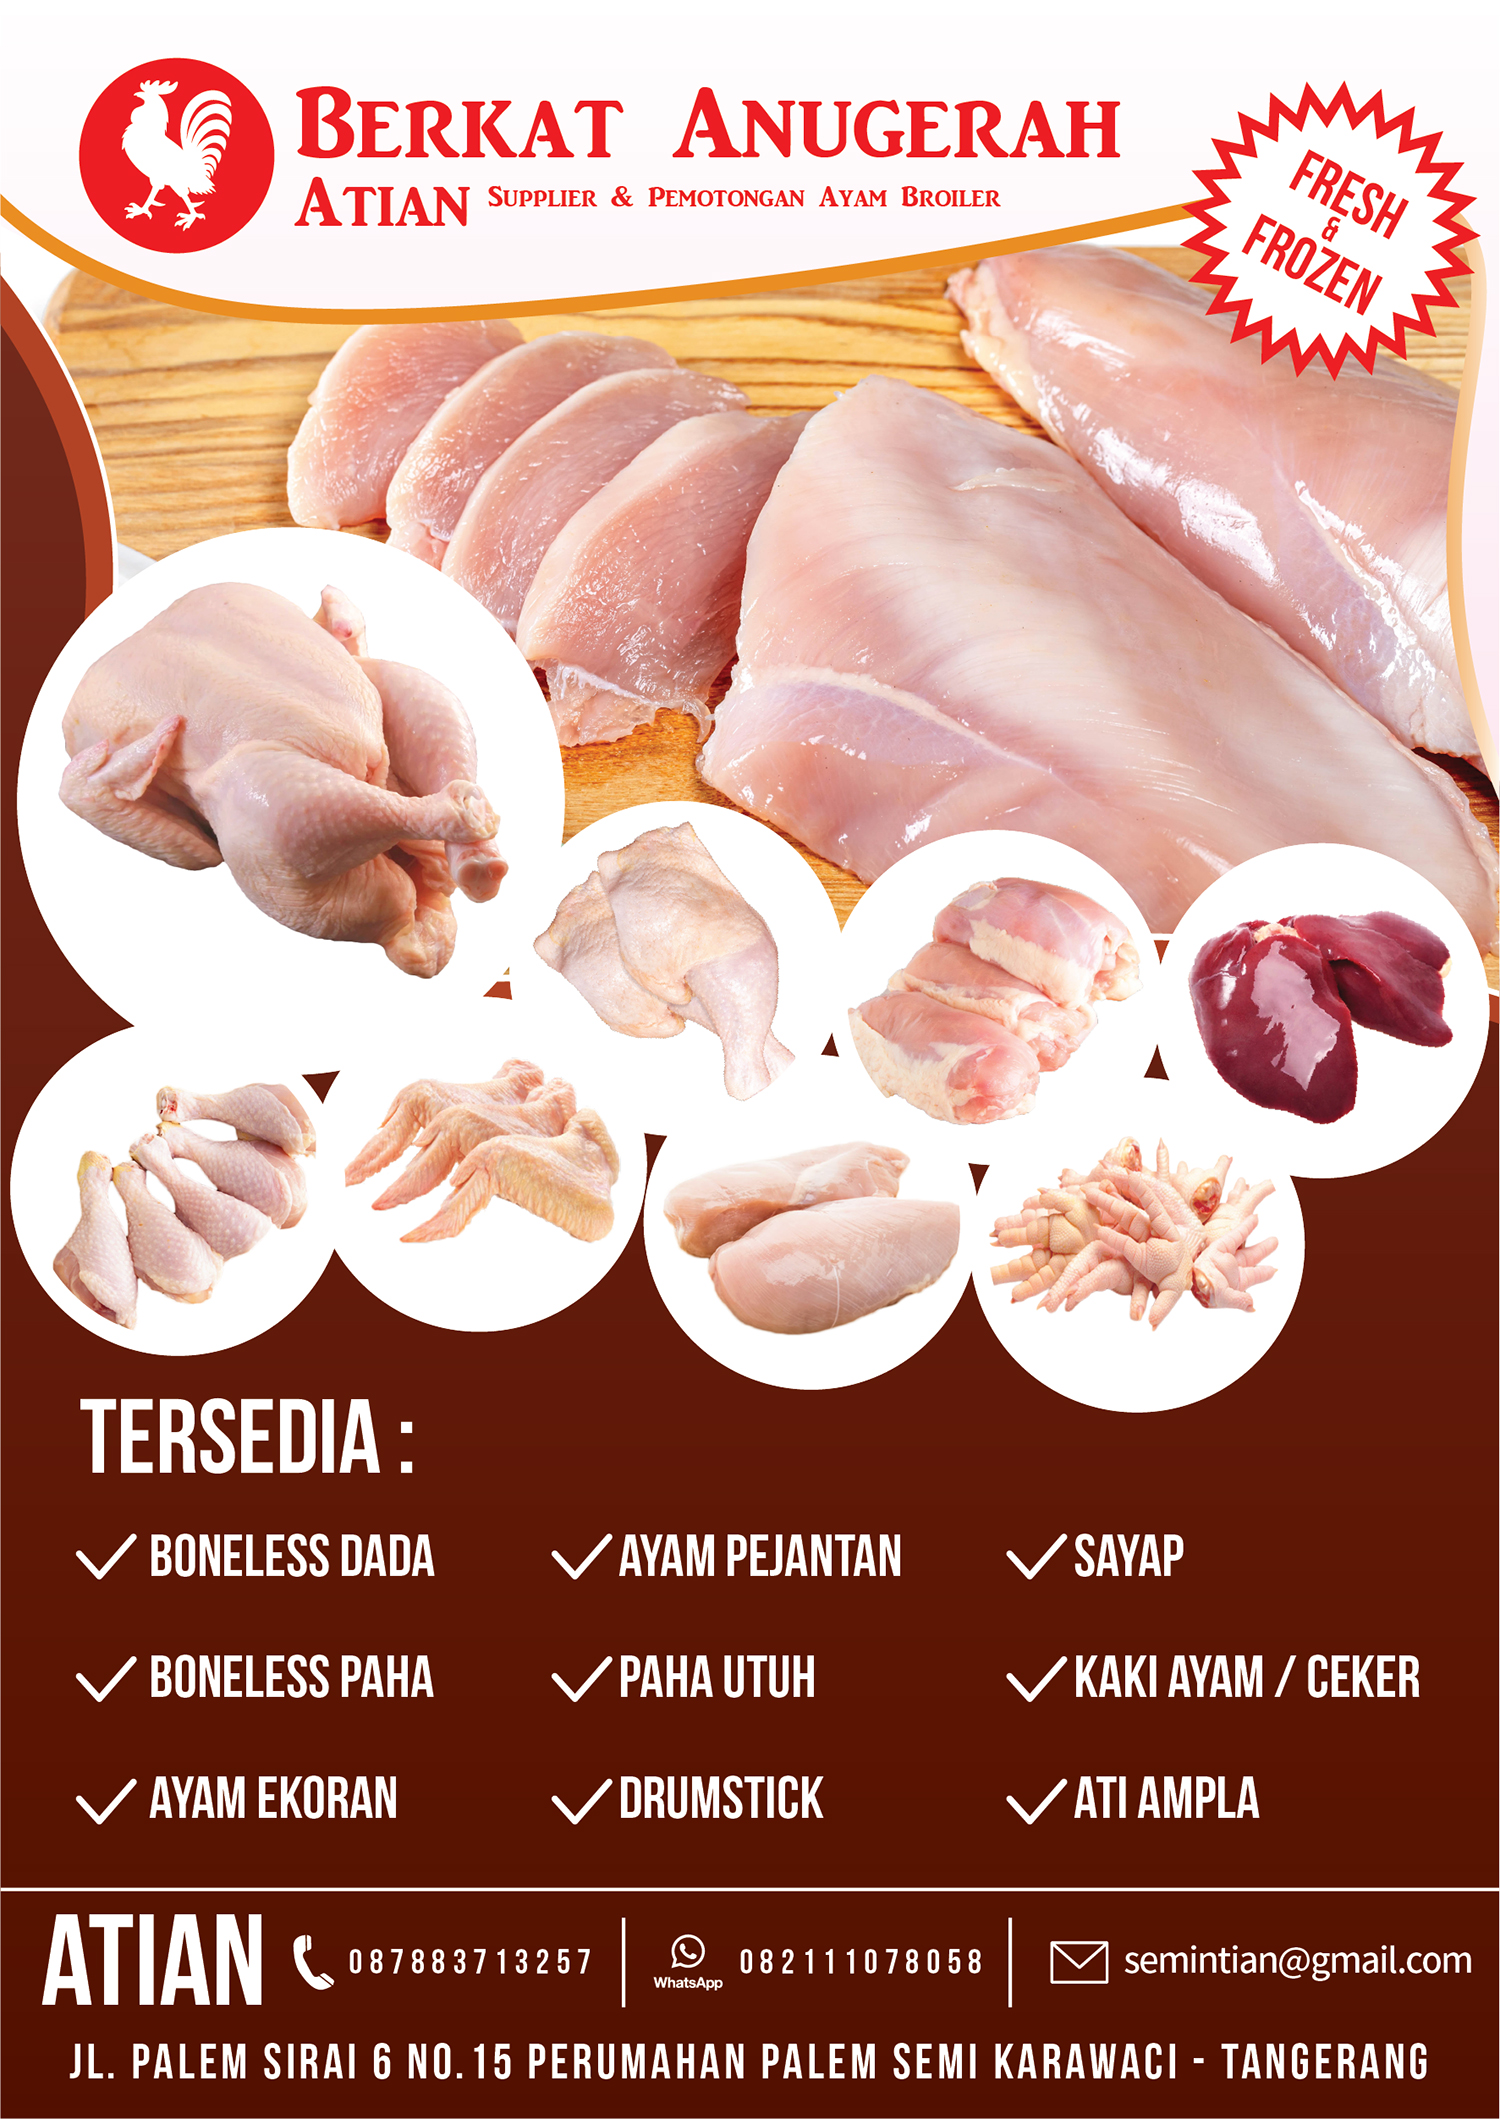 BERKAT ANUGERAH
ATIAN SUPPLIER & PEMOTONGAN AYAM BROILER
FRESH
&
FROZEN
TERSEDIA :
BONELESS DADA
AYAM PEJANTAN
SAYAP
BONELESS PAHA
PAHA UTUH
KAKI AYAM / CEKER
AYAM EKORAN
DRUMSTICK
ATI AMPLA
ATIAN 087883713257 WhatsApp 082111078058 semintian@gmail.com
JL. PALEM SIRAI 6 NO.15 PERUMAHAN PALEM SEMI KARAWACI - TANGERANG